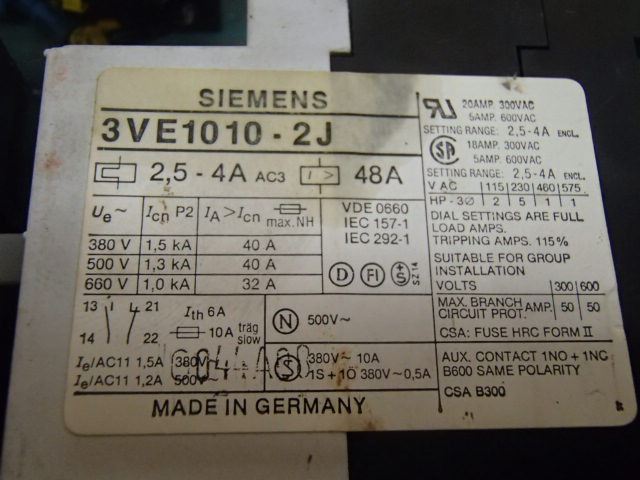 SIEMENS
3VE1010-2J
2,5 - 4A AC3 I > 48A
Ue~ Icn P2 IA>Icn max.NH
380 V 1,5 kA 40 A
500 V 1,3 kA 40 A
660 V 1,0 kA 32 A
VDE 0660
IEC 157-1
IEC 292-1
D FI +S SZ 14
13 21
14 22
Ith 6A
10A träg slow
Ie/AC11 1,5A 380V
Ie/AC11 1,2A 500V~
N 500V~
S 380V~ 10A
1S + 1Ö 380V~0,5A
MADE IN GERMANY
20AMP. 300VAC
5AMP. 600VAC
SETTING RANGE: 2,5-4A ENCL.
18AMP. 300VAC
5AMP. 600VAC
SETTING RANGE: 2,5-4A ENCL.
V AC 115 230 460 575
HP - 3Ø 2 5 1 1
DIAL SETTINGS ARE FULL
LOAD AMPS.
TRIPPING AMPS. 115%
SUITABLE FOR GROUP
INSTALLATION
VOLTS 300 600
MAX. BRANCH
CIRCUIT PROT. AMP. 50 50
CSA: FUSE HRC FORM II
AUX. CONTACT 1NO + 1NC
B600 SAME POLARITY
CSA B300